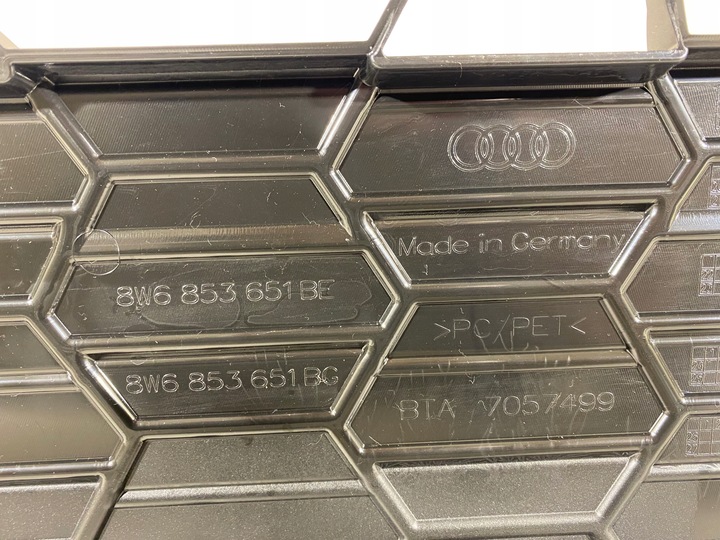 Made in Germany
8W6 853 651 BE
>PC/PET<
8W6 853 651 BG
BTA 7057499